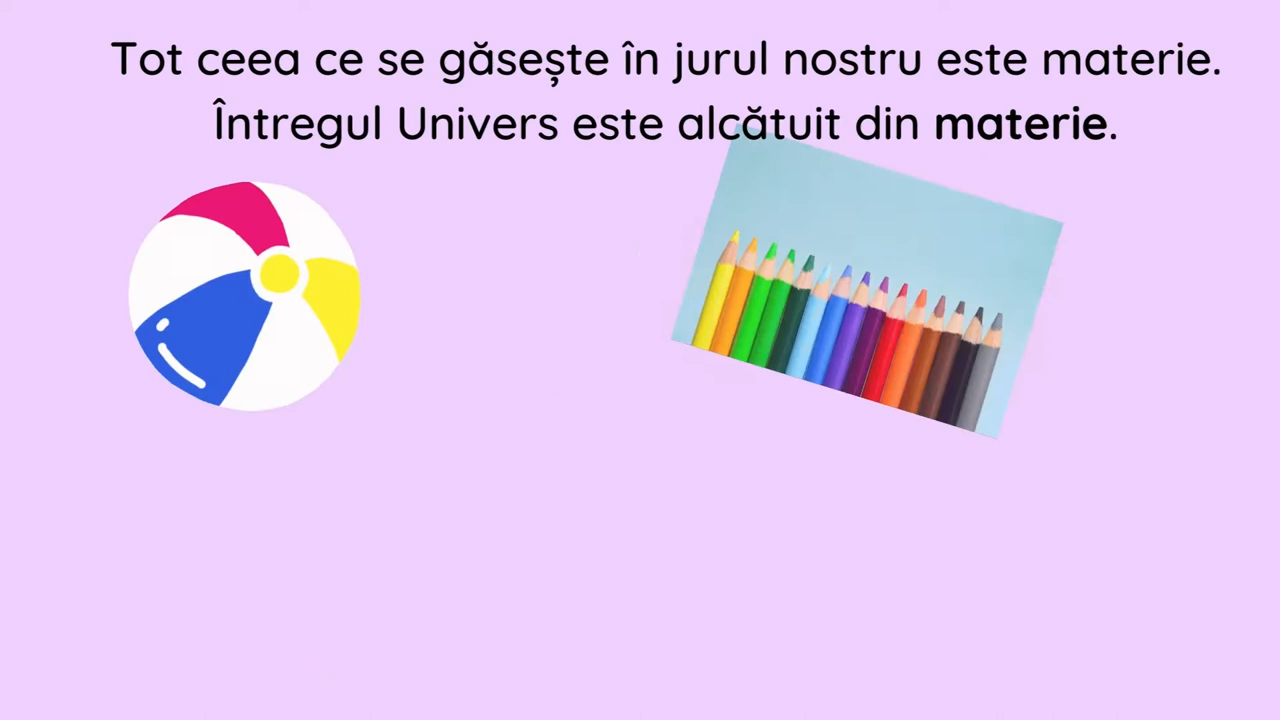 Tot ceea ce se găsește în jurul nostru este materie.
Întregul Univers este alcătuit din materie.